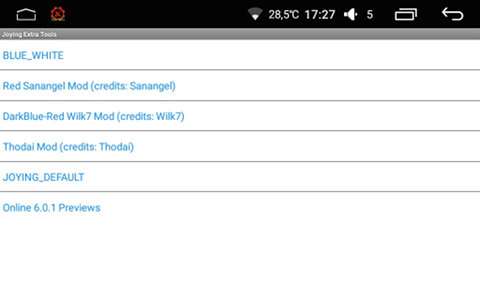 28,5℃ 17:27 5
Joying Extra Tools
BLUE_WHITE
Red Sanangel Mod (credits: Sanangel)
DarkBlue-Red Wilk7 Mod (credits: Wilk7)
Thodai Mod (credits: Thodai)
JOYING_DEFAULT
Online 6.0.1 Previews